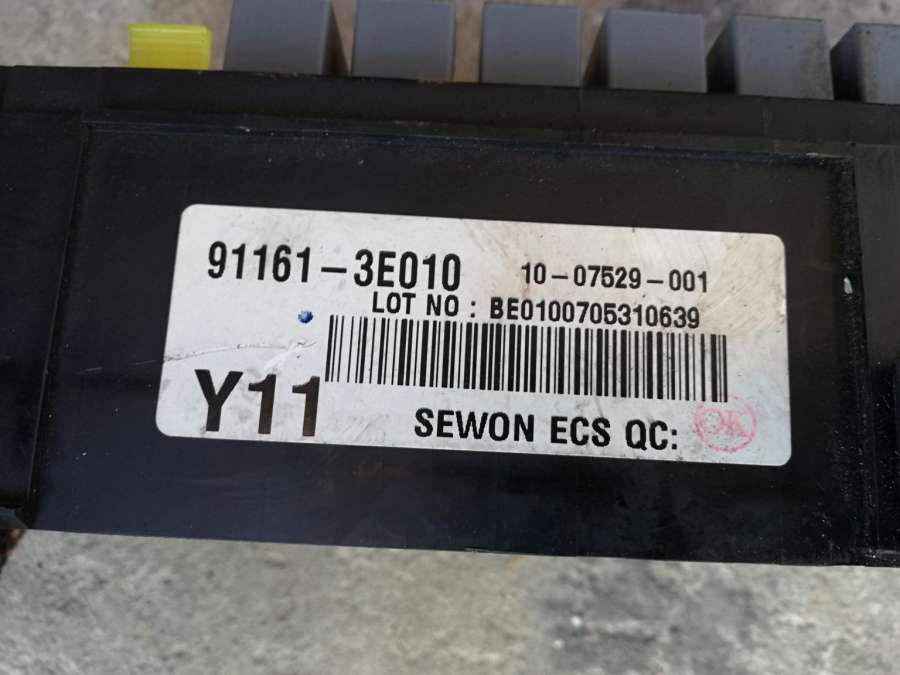 91161-3E010 10-07529-001
LOT NO : BE0100705310639
Y11 SEWON ECS QC: OK